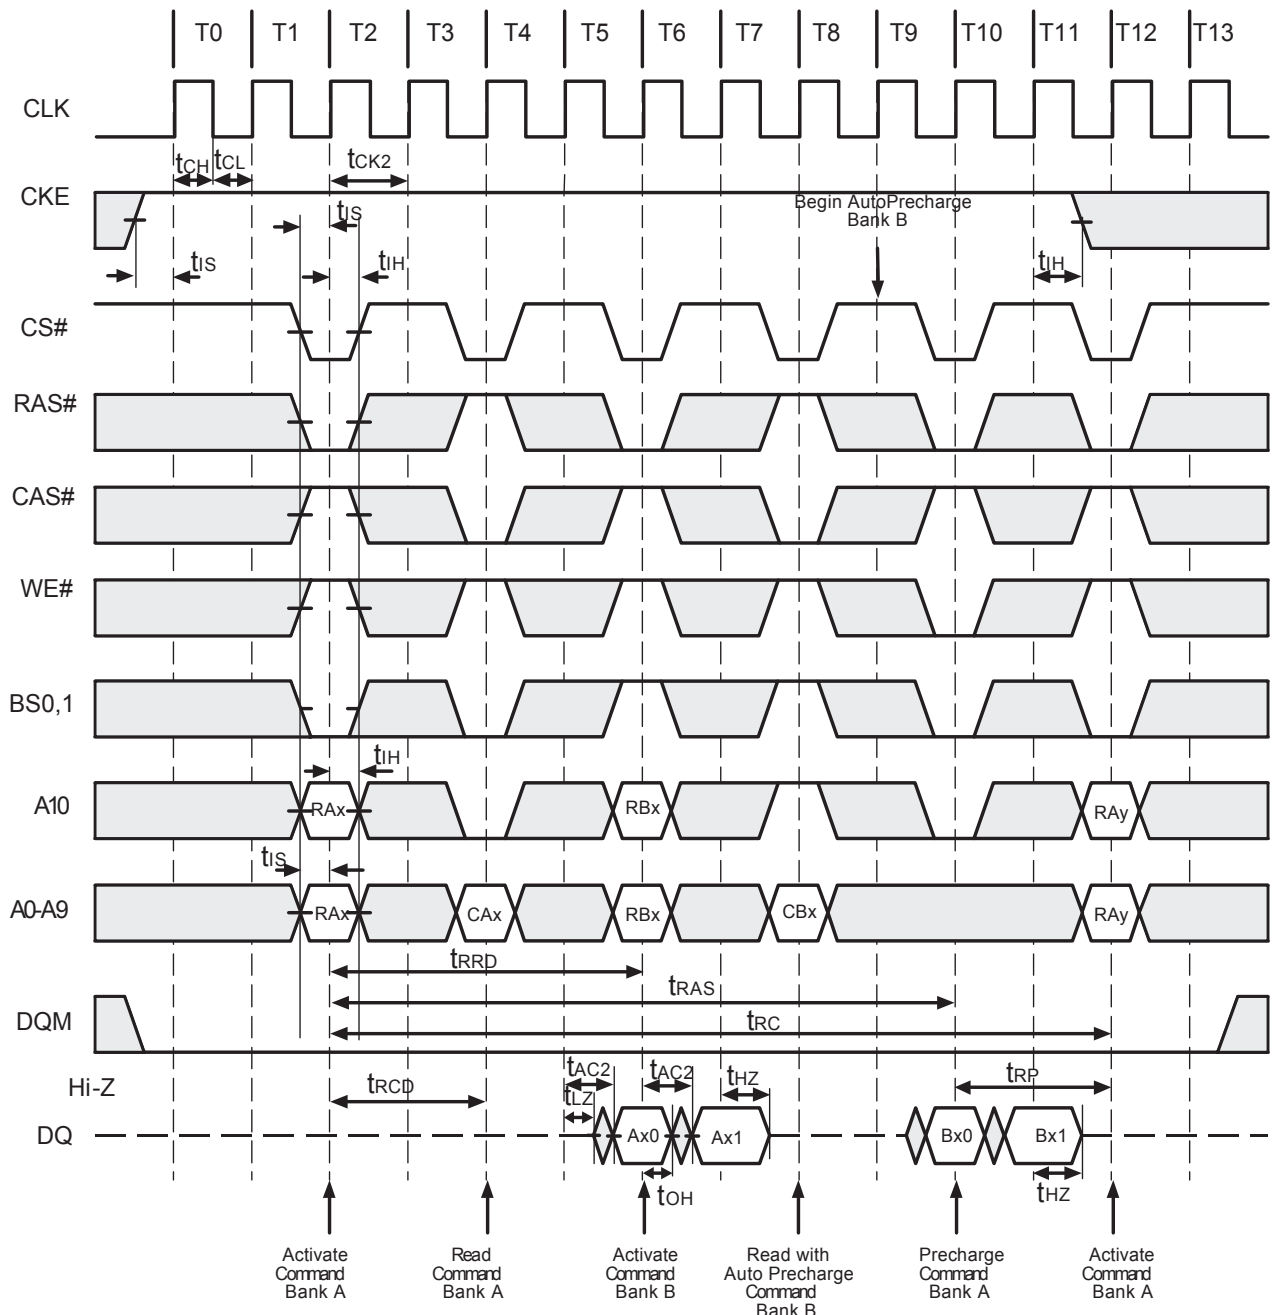 T0 T1 T2 T3 T4 T5 T6 T7 T8 T9 T10 T11 T12 T13
CLK
tCH tCL tCK2
CKE
tIS
Begin AutoPrecharge
Bank B
tIS tIH tIH
CS#
RAS#
CAS#
WE#
BS0,1
tIH
A10 RAx RBx RAy
tIS
A0-A9 RAx CAx RBx CBx RAy
tRRD
tRAS
DQM tRC
Hi-Z tRCD tAC2 tAC2 tHZ tRP
tLZ
DQ Ax0 Ax1 Bx0 Bx1
tOH tHZ
Activate
Command
Bank A
Read
Command
Bank A
Activate
Command
Bank B
Read with
Auto Precharge
Command
Bank B
Precharge
Command
Bank A
Activate
Command
Bank A